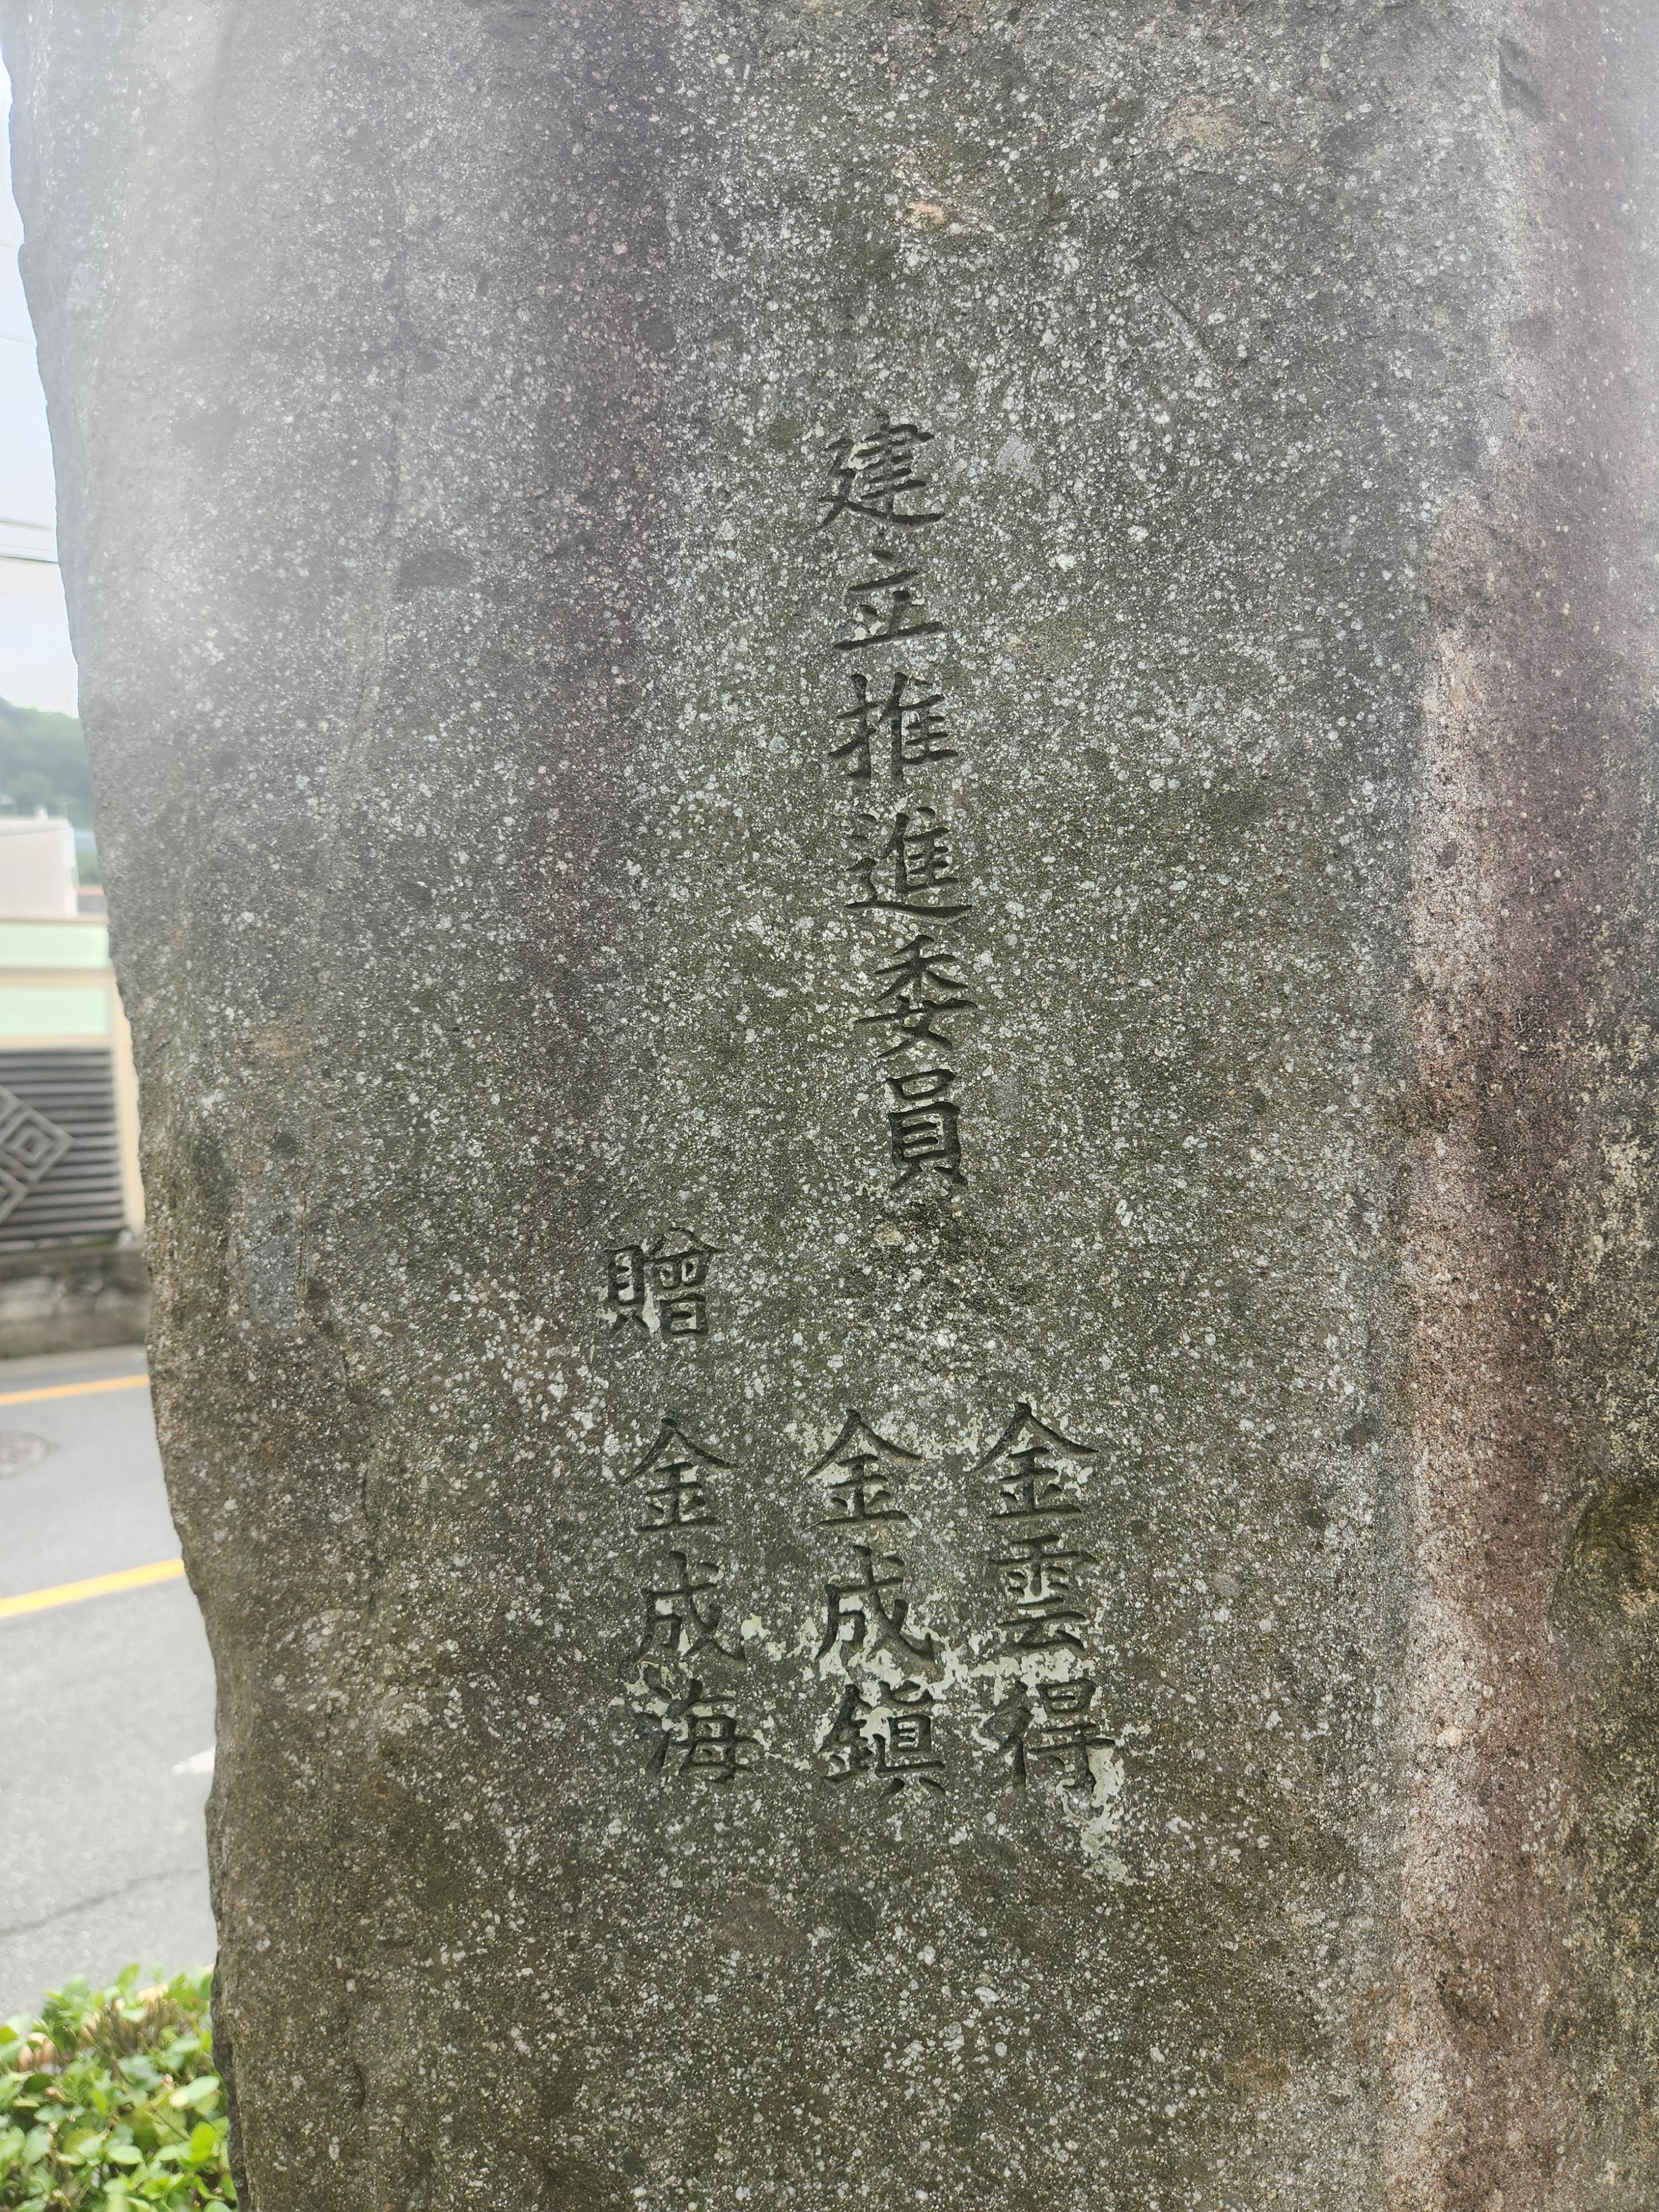 建立推進委員
金雲得
金成鎭
贈 金成海